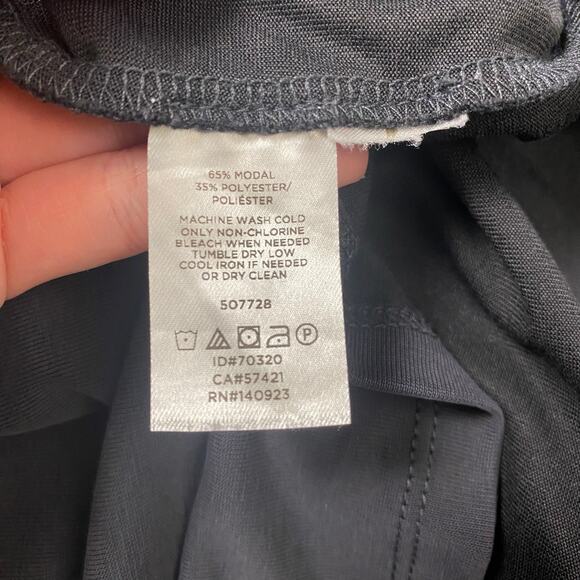 65% MODAL
35% POLYESTER/
POLIÉSTER
MACHINE WASH COLD
ONLY NON-CHLORINE
BLEACH WHEN NEEDED
TUMBLE DRY LOW
COOL IRON IF NEEDED
OR DRY CLEAN
507728
P
ID#70320
CA#57421
RN#140923